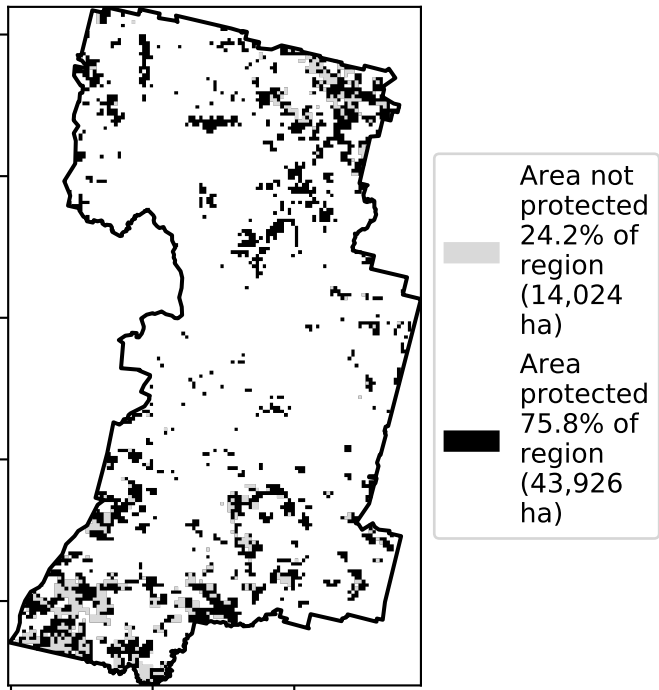 Area not
protected
24.2% of
region
(14,024
ha)
Area
protected
75.8% of
region
(43,926
ha)